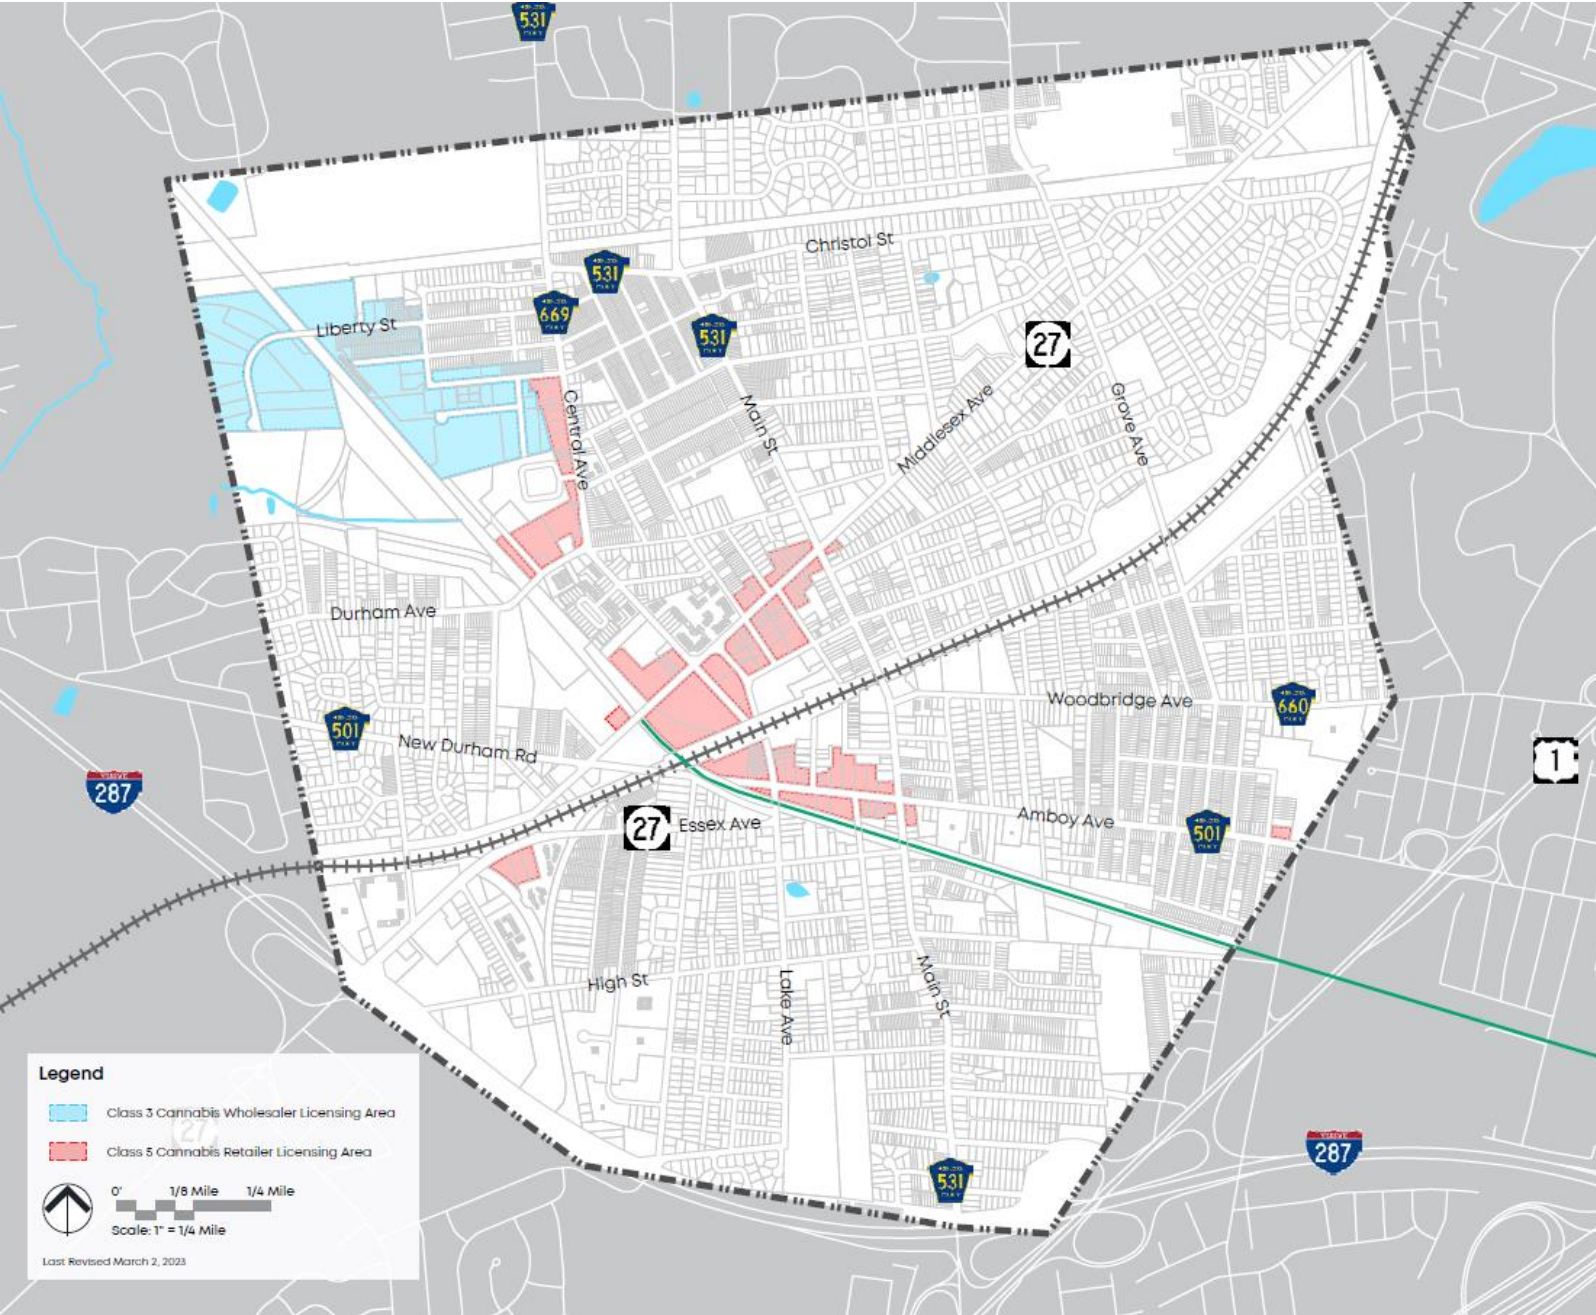 531
Christol St
531
669
Liberty St
531
27
Central Ave
Main St
Middlesex Ave
Grove Ave
Durham Ave
Woodbridge Ave
660
501
New Durham Rd
1
287
27
Essex Ave
Amboy Ave
501
High St
Lake Ave
Main St
Legend
Class 3 Cannabis Wholesaler Licensing Area
27
Class 5 Cannabis Retailer Licensing Area
0' 1/8 Mile 1/4 Mile
Scale: 1" = 1/4 Mile
Last Revised March 2, 2023
287
531